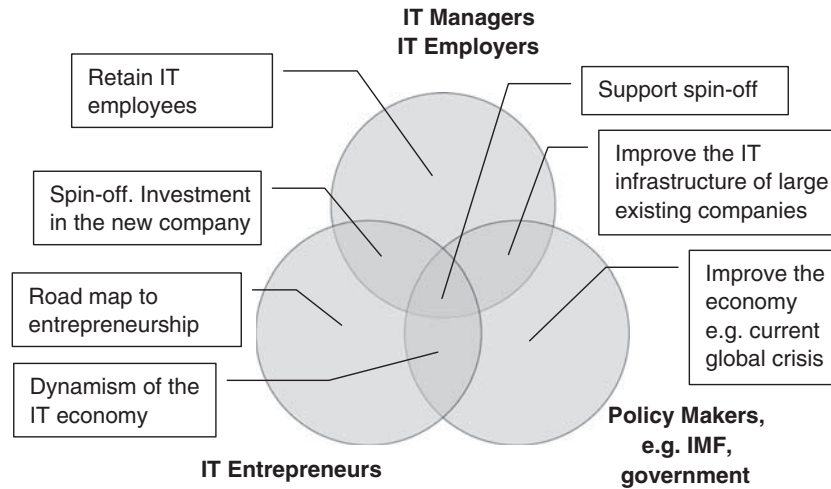 IT Managers
IT Employers
Retain IT
employees
Support spin-off
Spin-off. Investment
in the new company
Improve the IT
infrastructure of large
existing companies
Road map to
entrepreneurship
Improve the
economy
e.g. current
global crisis
Dynamism of the
IT economy
IT Entrepreneurs
Policy Makers,
e.g. IMF,
government